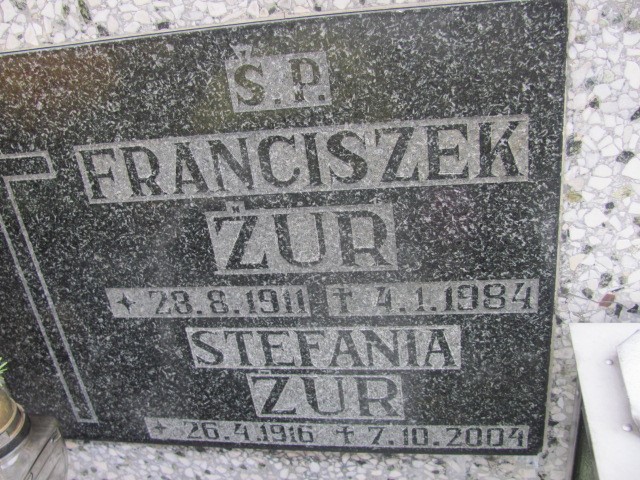 Ś.P.
FRANCISZEK
ŻUR
+ 28.8.1911 ✝ 4.1.1984
STEFANIA
ŻUR
+ 26.4.1916 ✝ 7.10.2004